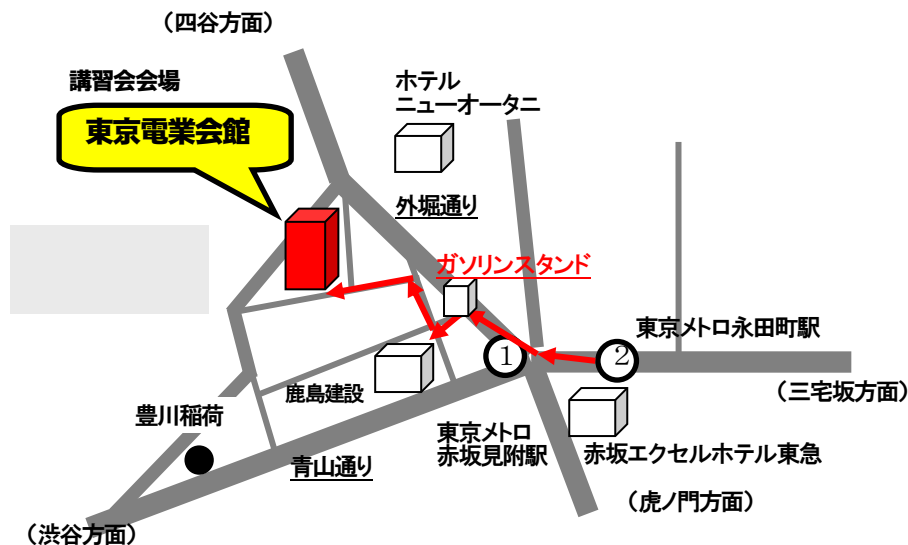 （四谷方面）
講習会会場
東京電業会館
ホテル
ニューオータニ
外堀通り
ガソリンスタンド
東京メトロ永田町駅
1
2
（三宅坂方面）
鹿島建設
豊川稲荷
東京メトロ
赤坂見附駅
赤坂エクセルホテル東急
青山通り
（虎ノ門方面）
（渋谷方面）